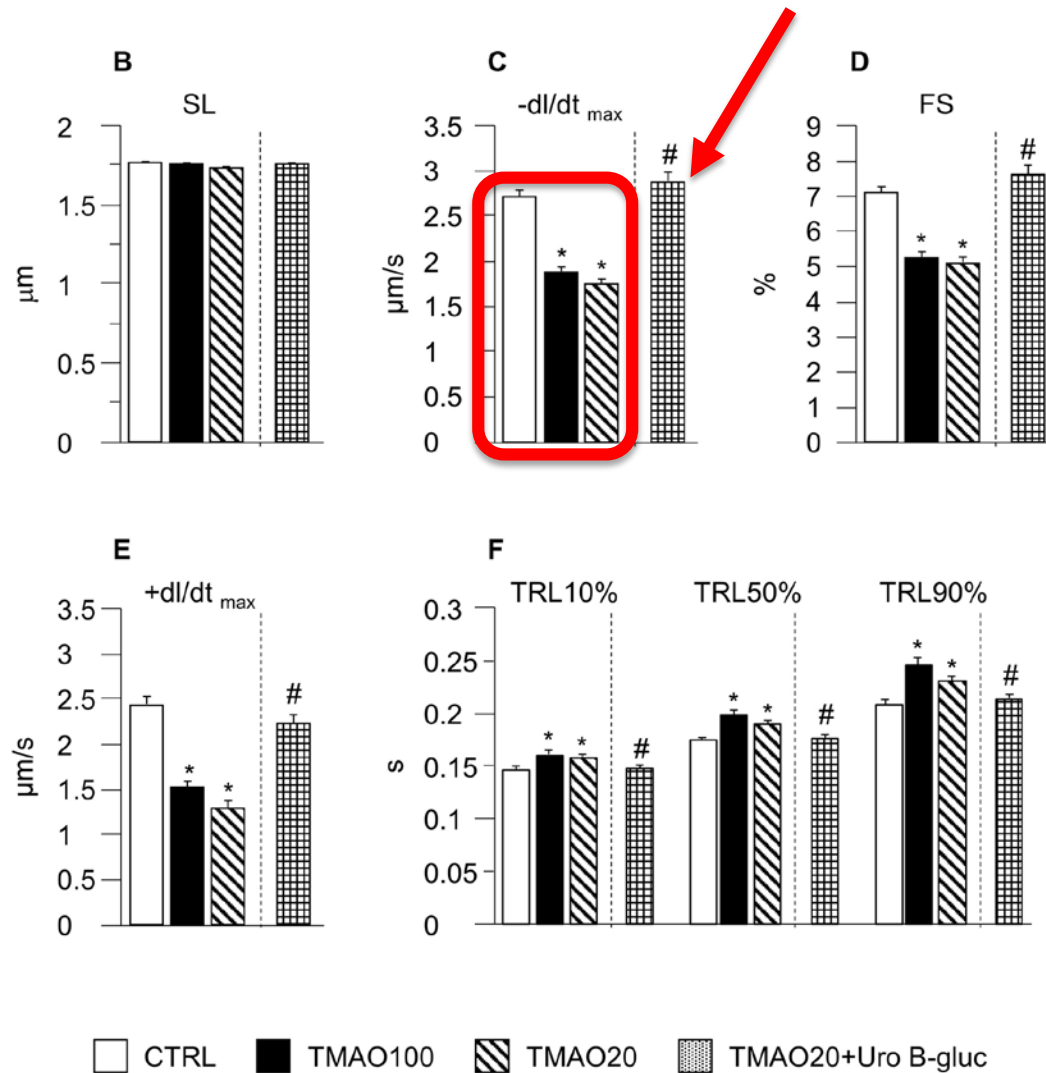 B
SL
2
1.5
1
0.5
0
µm
C
-dl/dt max
3.5
3
2.5
2
1.5
1
0.5
0
µm/s
* * #
D
FS
9
8
7
6
5
4
3
2
1
0
%
* * #
E
+dl/dt max
3.5
3
2.5
2
1.5
1
0.5
0
µm/s
* * #
F
TRL10% TRL50% TRL90%
0.3
0.25
0.2
0.15
0.1
0.05
0
s
* * # * * # * * #
CTRL TMAO100 TMAO20 TMAO20+Uro B-gluc